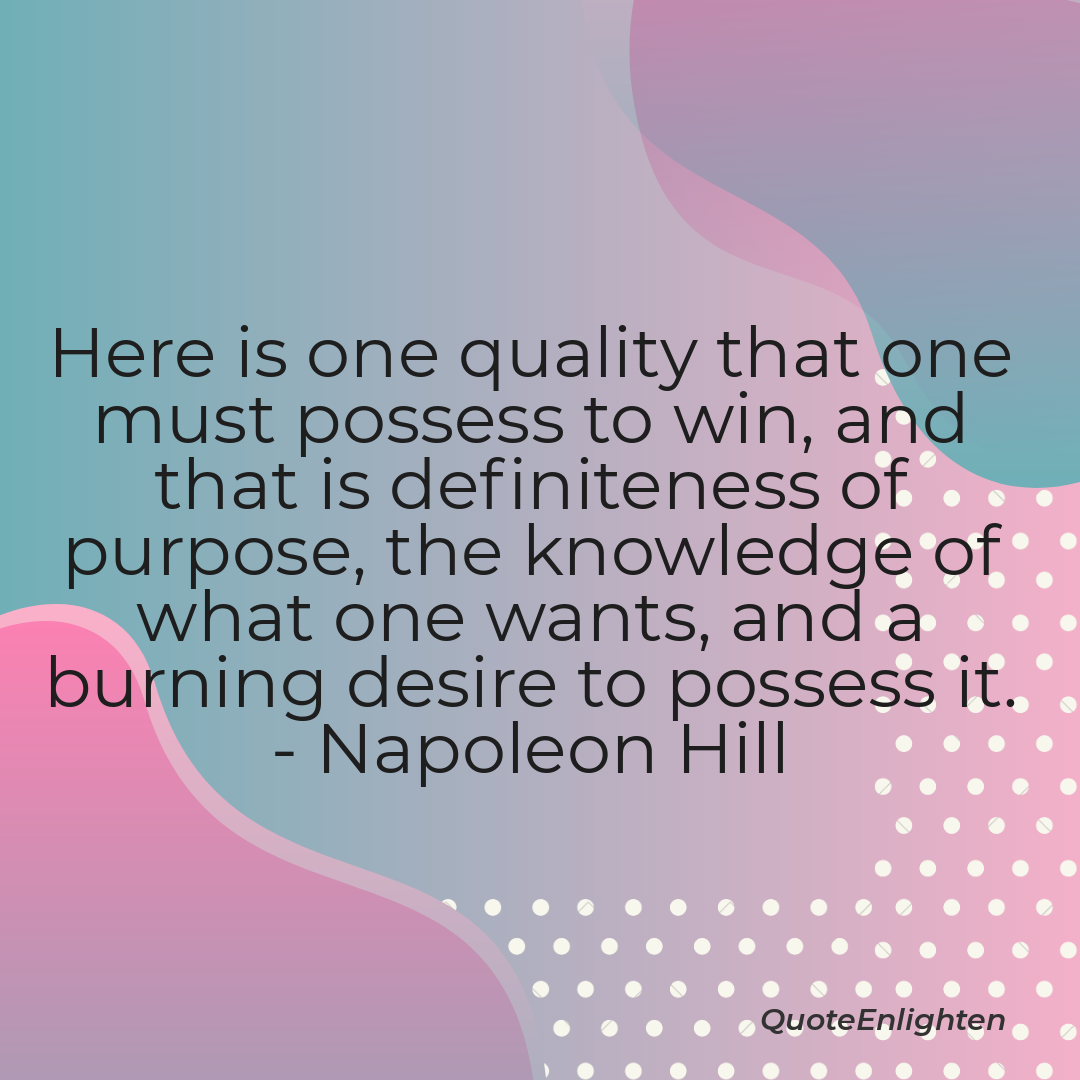 Here is one quality that one
must possess to win, and
that is definiteness of
purpose, the knowledge of
what one wants, and a
burning desire to possess it.
- Napoleon Hill
QuoteEnlighten